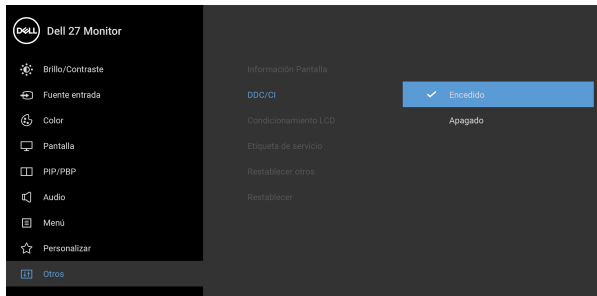 DELL
Dell 27 Monitor
Brillo/Contraste
Fuente entrada
Color
Pantalla
PIP/PBP
Audio
Menú
Personalizar
Otros
Información Pantalla
DDC/CI
Condicionamiento LCD
Etiqueta de servicio
Restablecer otros
Restablecer
Encedido
Apagado